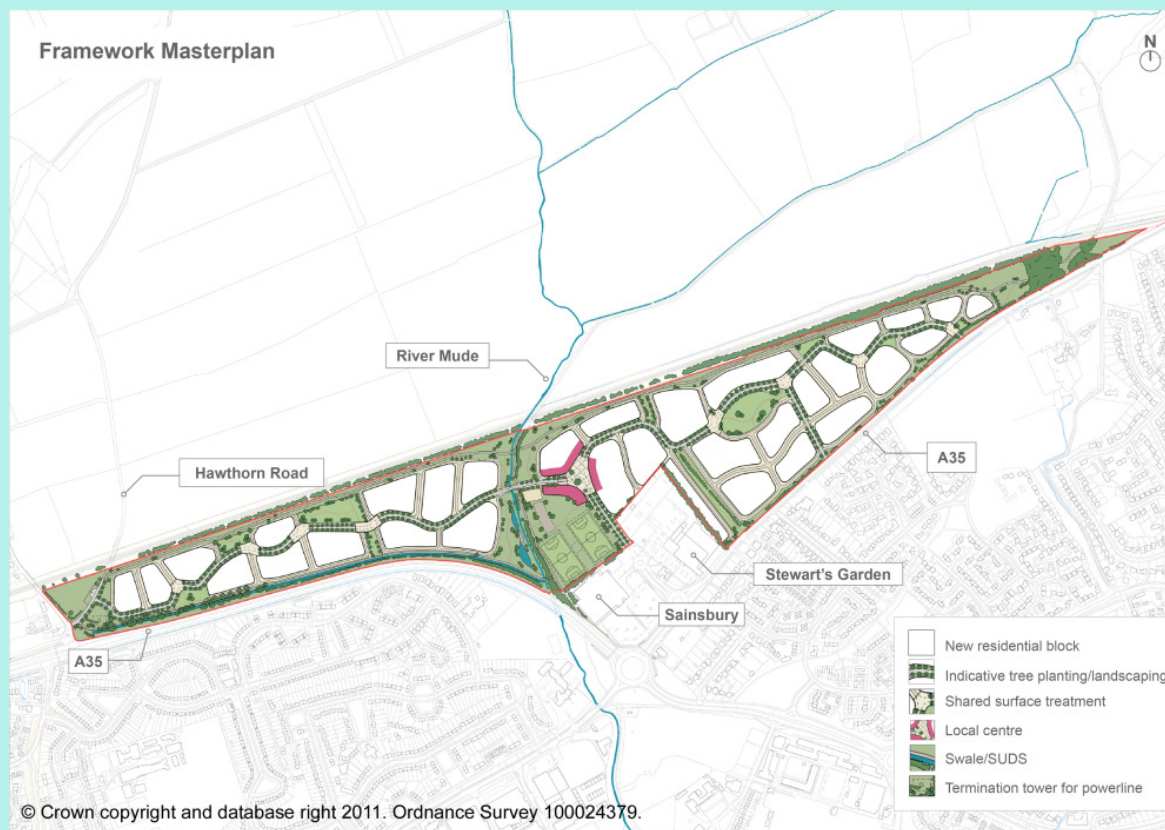 Framework Masterplan
N
River Mude
Hawthorn Road
A35
Stewart's Garden
Sainsbury
A35
New residential block
Indicative tree planting/landscaping
Shared surface treatment
Local centre
Swale/SUDS
Termination tower for powerline
© Crown copyright and database right 2011. Ordnance Survey 100024379.